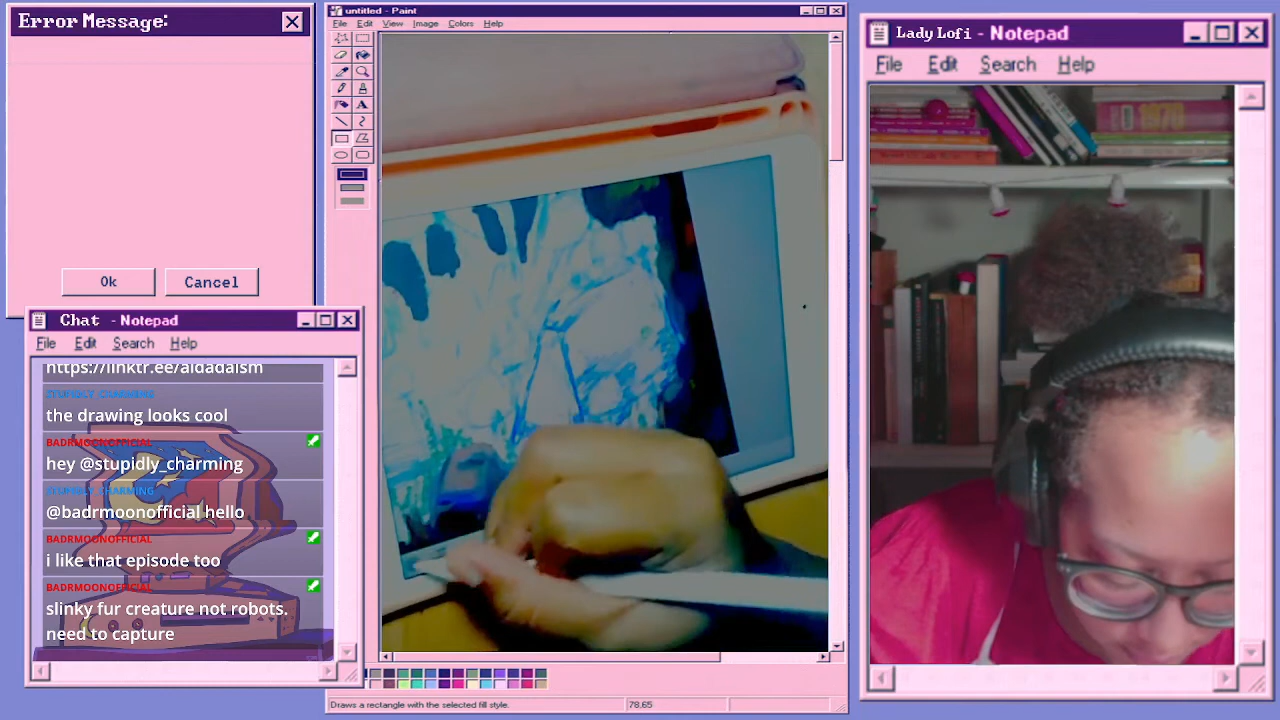 Error Message:
Ok
Cancel
untitled - Paint
File Edit View Image Colors Help
Draws a rectangle with the selected fill style.
78,65
Chat - Notepad
File Edit Search Help
https://linktr.ee/aidadaism
STUPIDLY_CHARMING
the drawing looks cool
BADRMOONOFFICIAL
hey @stupidly_charming
STUPIDLY_CHARMING
@badrmoonofficial hello
BADRMOONOFFICIAL
i like that episode too
BADRMOONOFFICIAL
slinky fur creature not robots.
need to capture
Lady Lofi - Notepad
File Edit Search Help
1970